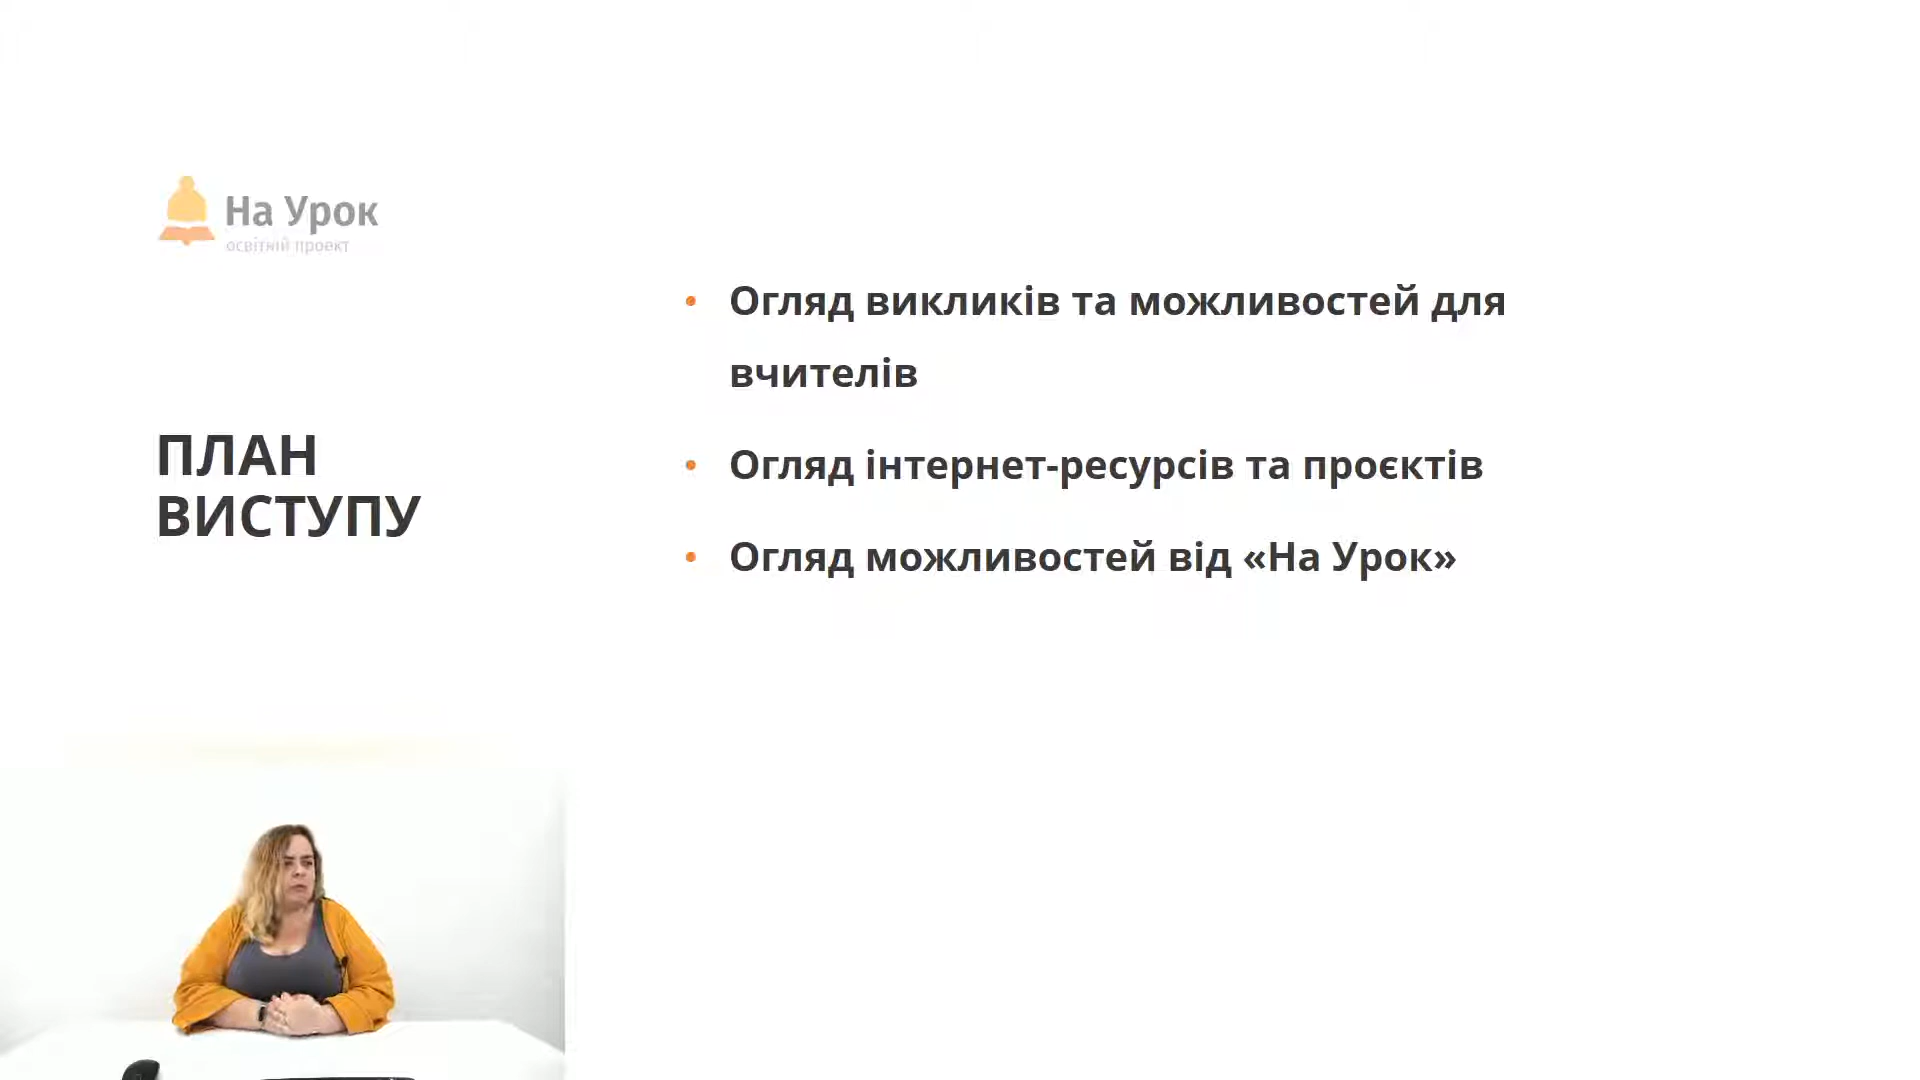 На Урок
освітній проект
ПЛАН
ВИСТУПУ
• Огляд викликів та можливостей для
вчителів
• Огляд інтернет-ресурсів та проєктів
• Огляд можливостей від «На Урок»